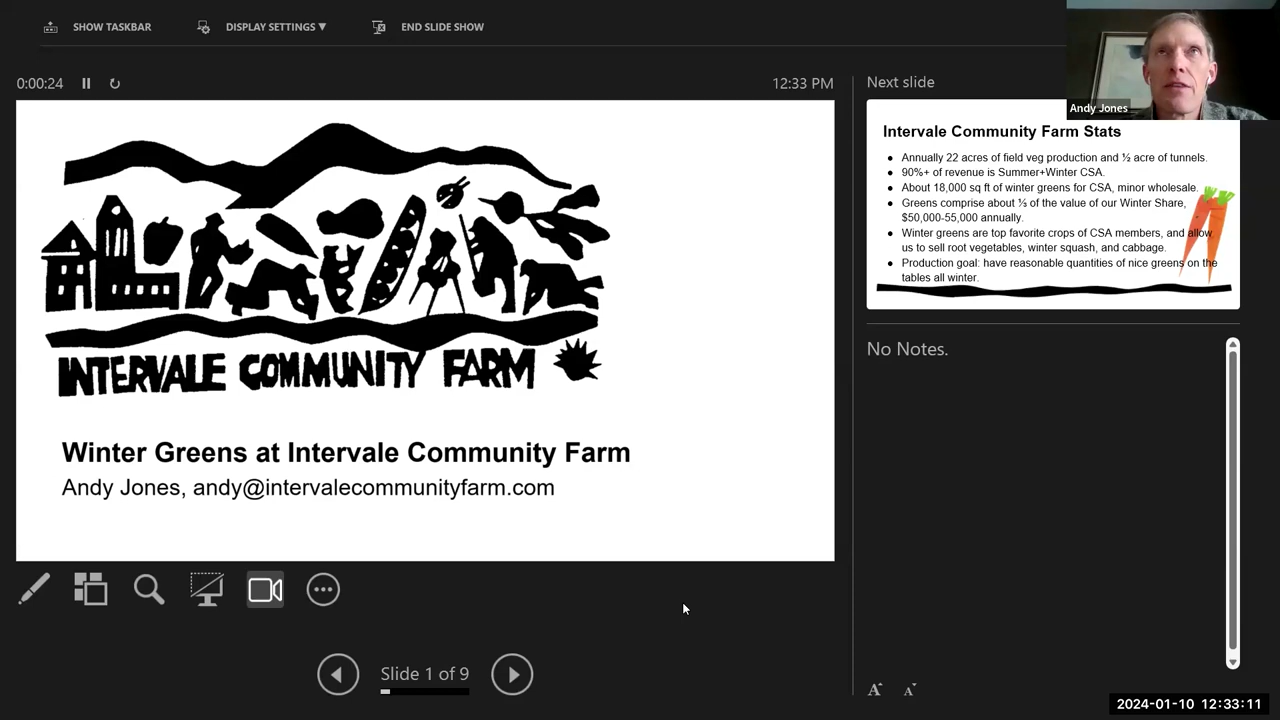 SHOW TASKBAR
DISPLAY SETTINGS ▼
END SLIDE SHOW
0:00:24
12:33 PM
INTERVALE COMMUNITY FARM
Winter Greens at Intervale Community Farm
Andy Jones, andy@intervalecommunityfarm.com
Slide 1 of 9
Next slide
Andy Jones
Intervale Community Farm Stats
● Annually 22 acres of field veg production and ½ acre of tunnels.
● 90%+ of revenue is Summer+Winter CSA.
● About 18,000 sq ft of winter greens for CSA, minor wholesale.
● Greens comprise about ⅓ of the value of our Winter Share,
$50,000-55,000 annually.
● Winter greens are top favorite crops of CSA members, and allow
us to sell root vegetables, winter squash, and cabbage.
● Production goal: have reasonable quantities of nice greens on the
tables all winter.
No Notes.
A A
2024-01-10 12:33:11